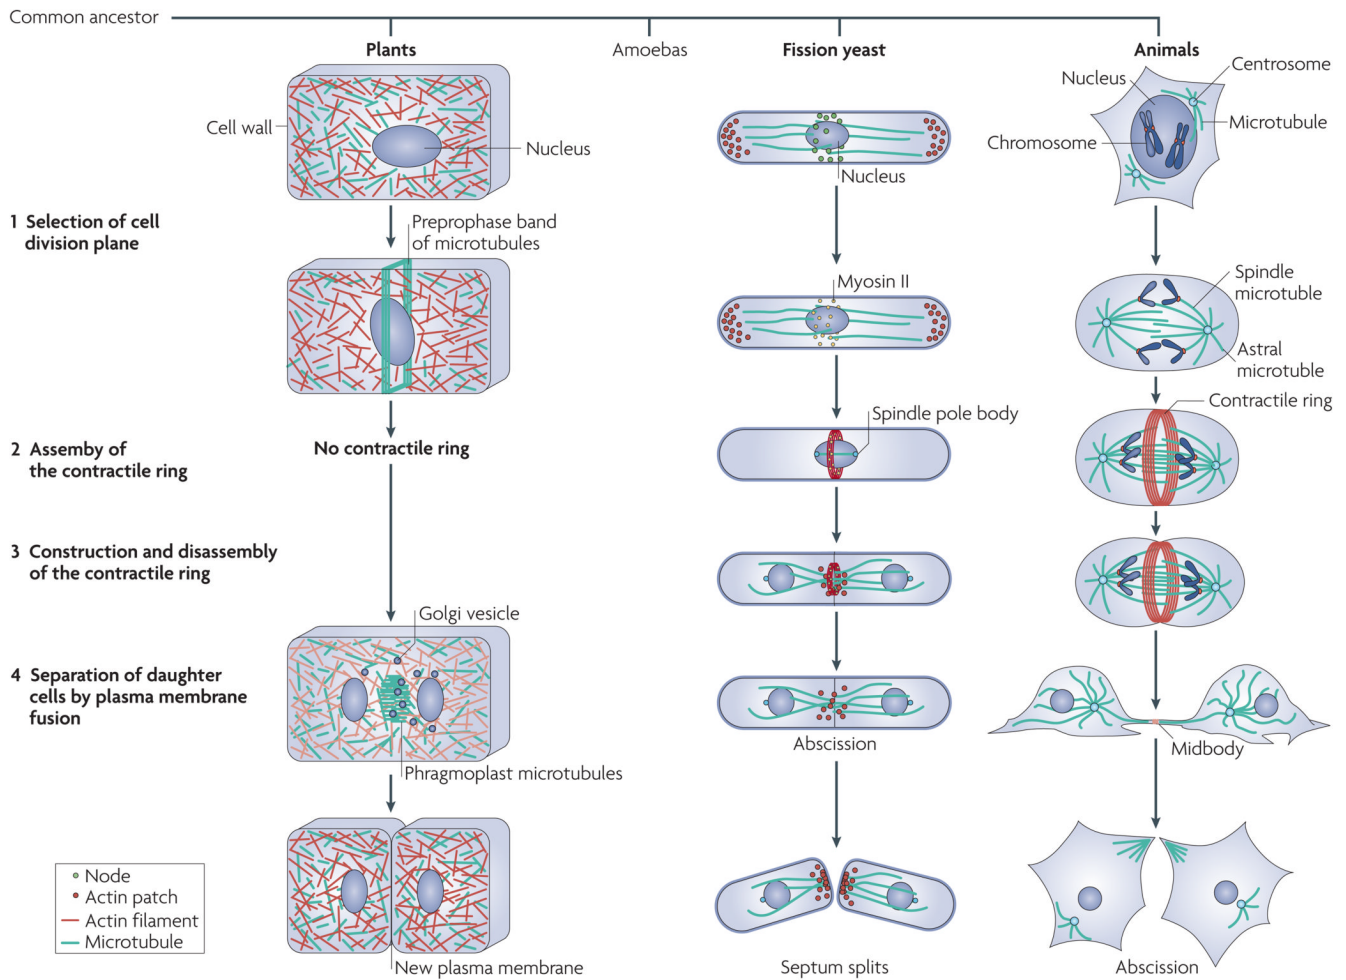 Common ancestor
Plants
Amoebas
Fission yeast
Animals
Cell wall
Nucleus
Nucleus
Nucleus
Centrosome
Microtubule
Chromosome
1 Selection of cell
division plane
Preprophase band
of microtubules
Myosin II
Spindle
microtuble
Astral
microtuble
2 Assemby of
the contractile ring
No contractile ring
Spindle pole body
Contractile ring
3 Construction and disassembly
of the contractile ring
4 Separation of daughter
cells by plasma membrane
fusion
Golgi vesicle
Phragmoplast microtubules
Abscission
Midbody
Node
Actin patch
Actin filament
Microtubule
New plasma membrane
Septum splits
Abscission